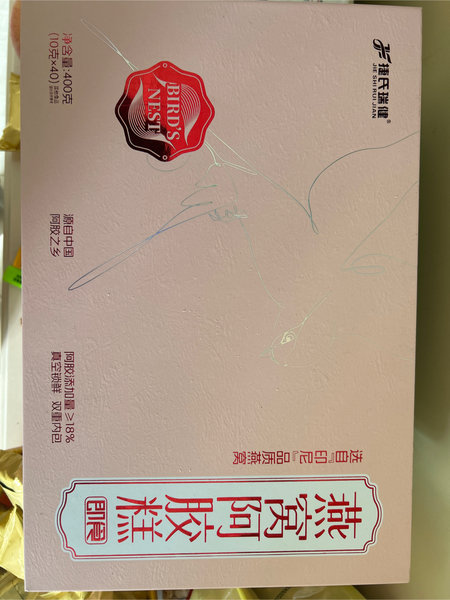 捷氏瑞健®
JIE SHI RUI JIAN
选自『印尼』品质燕窝
燕窝阿胶糕
即食
BIRD'S
NEST
净含量:400克
(10克×40)
源自中国
阿胶之乡
阿胶添加量≥18%
真空锁鲜 双重内包